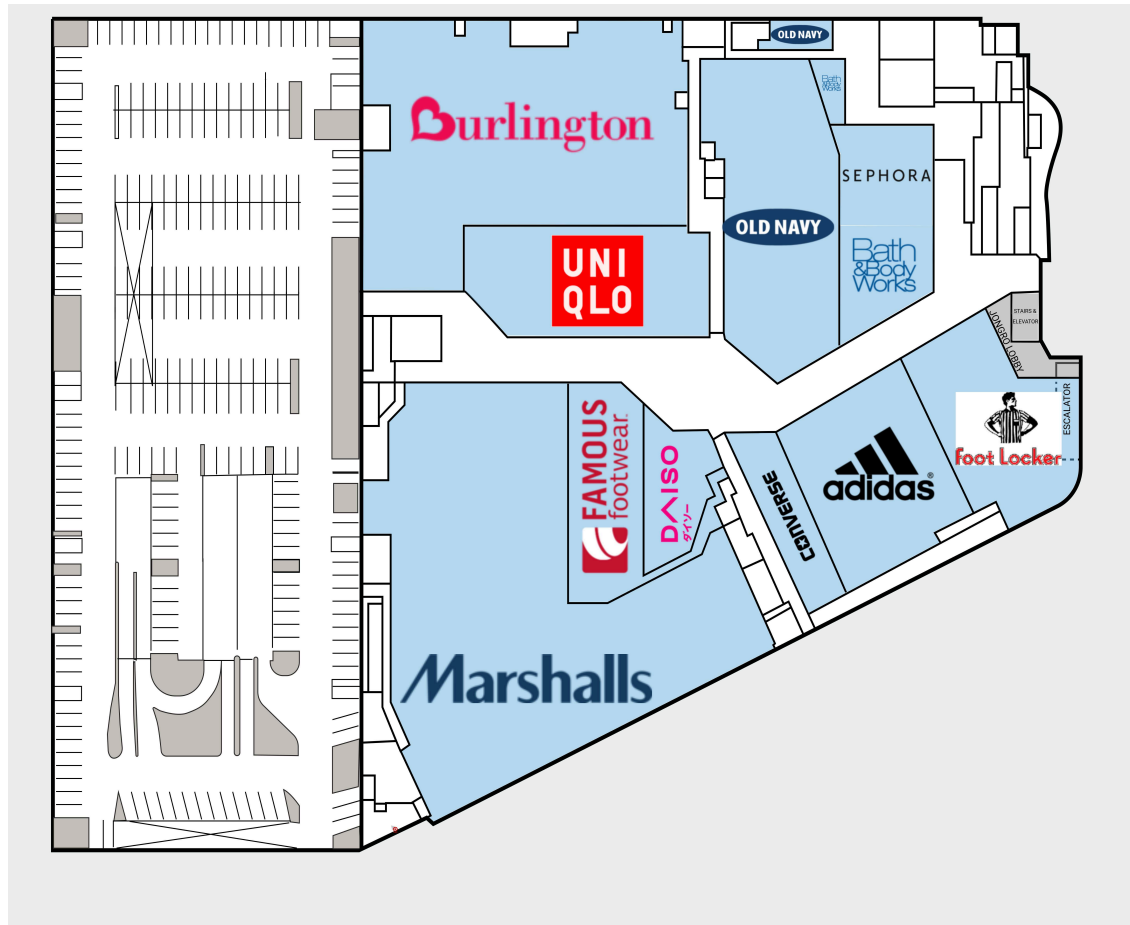 OLD NAVY
Bath
& Body
Works
Burlington
SEPHORA
OLD NAVY
Bath
& Body
Works
UNI
QLO
STAIRS &
ELEVATOR
JONGRO LOBBY
ESCALATOR
foot Locker
FAMOUS
footwear.
DAISO
ダイソー
CONVERSE
adidas®
Marshalls